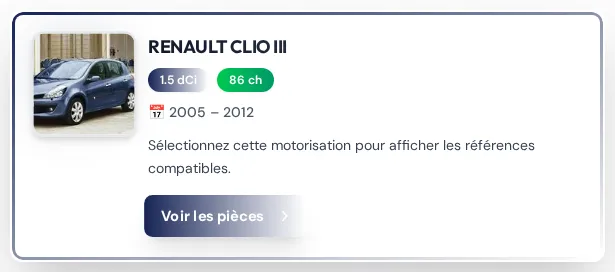 RENAULT CLIO III
1.5 dCi 86 ch
2005 – 2012
Sélectionnez cette motorisation pour afficher les références
compatibles.
Voir les pièces